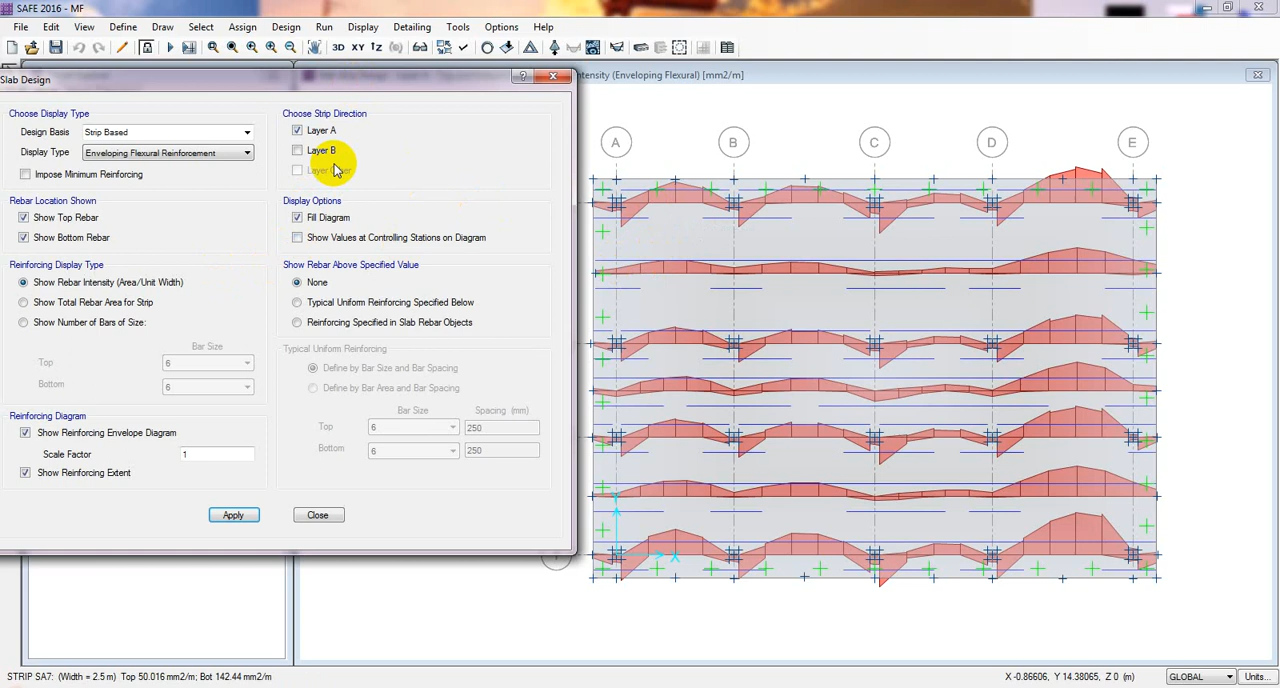 SAFE 2016 - MF
File Edit View Define Draw Select Assign Design Run Display Detailing Tools Options Help
3D XY
Slab Design
ntensity (Enveloping Flexural) [mm2/m]
Choose Display Type
Design Basis Strip Based
Display Type Enveloping Flexural Reinforcement
Impose Minimum Reinforcing
Choose Strip Direction
Layer A
Layer B
Rebar Location Shown
Show Top Rebar
Show Bottom Rebar
Display Options
Fill Diagram
Show Values at Controlling Stations on Diagram
Reinforcing Display Type
Show Rebar Intensity (Area/Unit Width)
Show Total Rebar Area for Strip
Show Number of Bars of Size:
Bar Size
Top 6
Bottom 6
Show Rebar Above Specified Value
None
Typical Uniform Reinforcing Specified Below
Reinforcing Specified in Slab Rebar Objects
Typical Uniform Reinforcing
Define by Bar Size and Bar Spacing
Define by Bar Area and Bar Spacing
Bar Size Spacing (mm)
Top 6 250
Bottom 6 250
Reinforcing Diagram
Show Reinforcing Envelope Diagram
Scale Factor 1
Show Reinforcing Extent
Apply Close
A B C D E
Y
X
STRIP SA7: (Width = 2.5 m) Top 50.016 mm2/m; Bot 142.44 mm2/m
X -0.86606, Y 14.38065, Z 0 (m) GLOBAL Units...